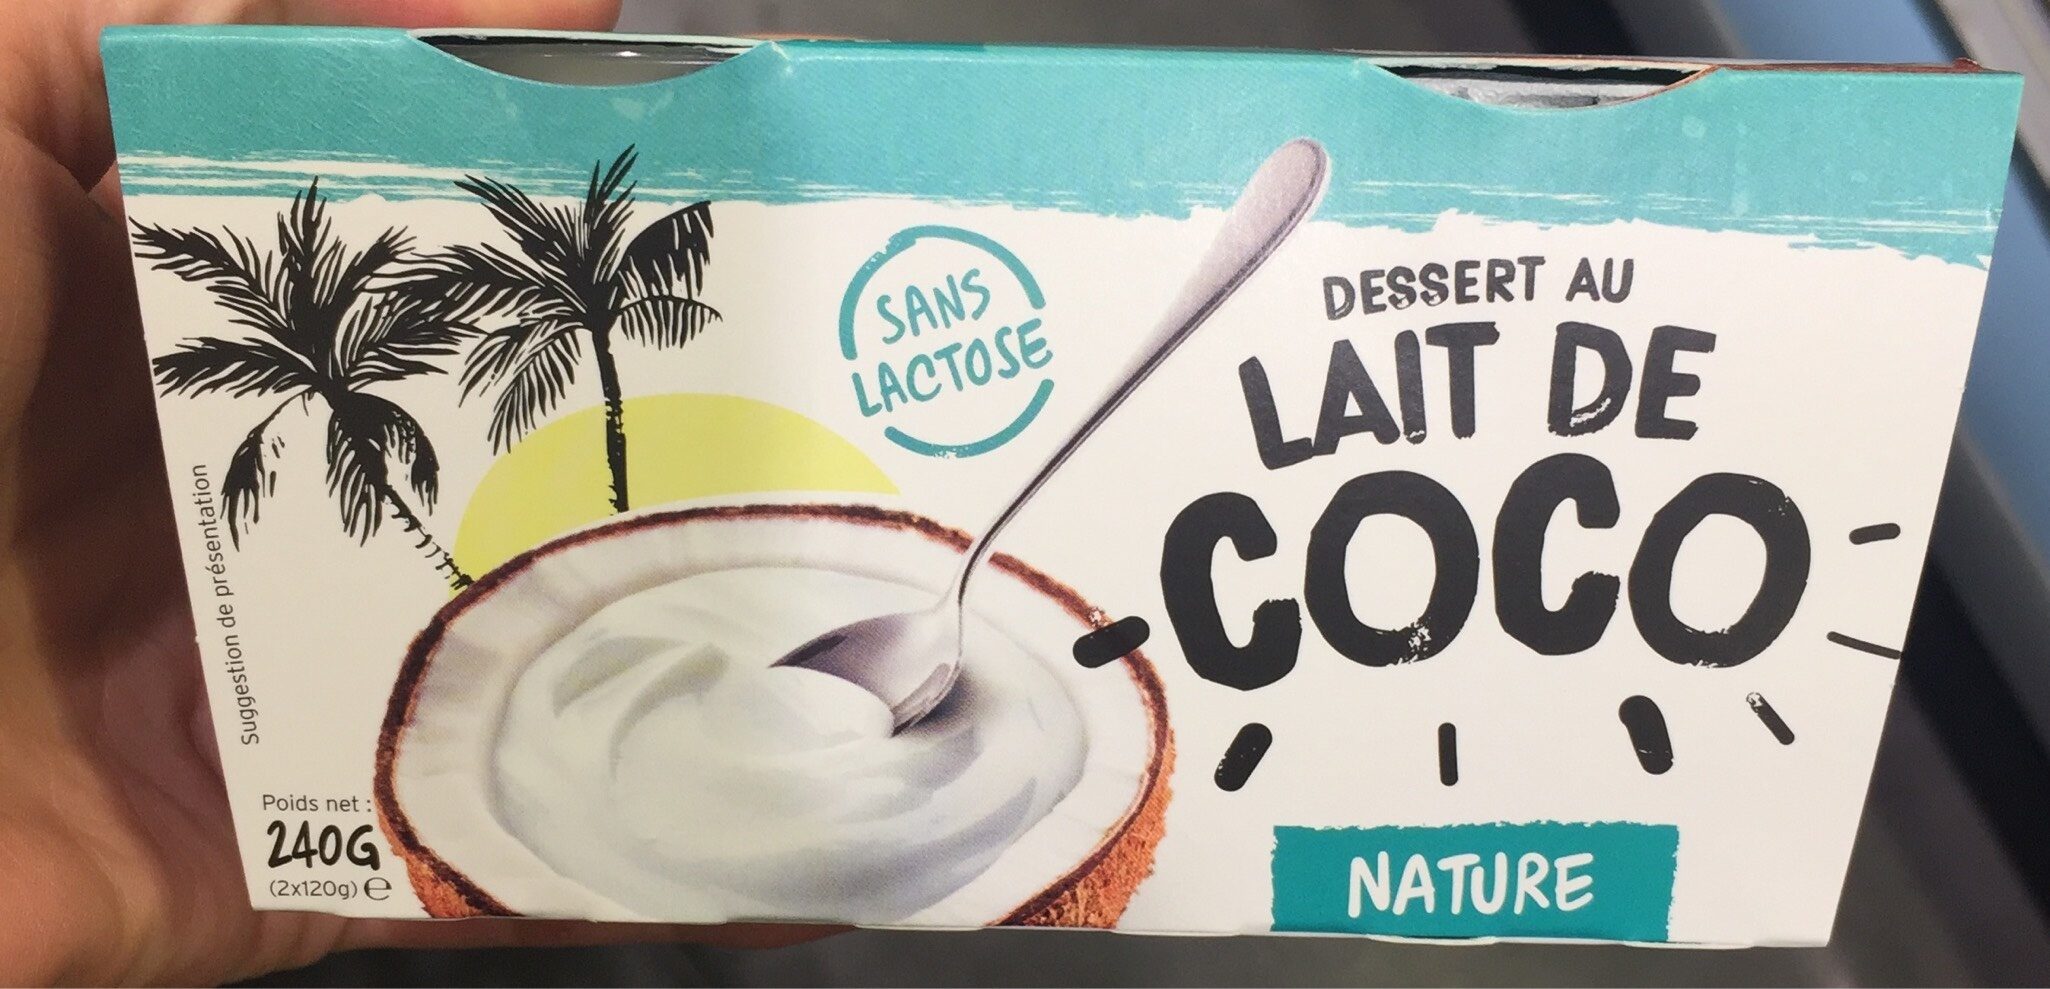 SANS
LACTOSE
DESSERT AU
LAIT DE
COCO
NATURE
Suggestion de présentation
Poids net :
240G
(2x120g) ℮